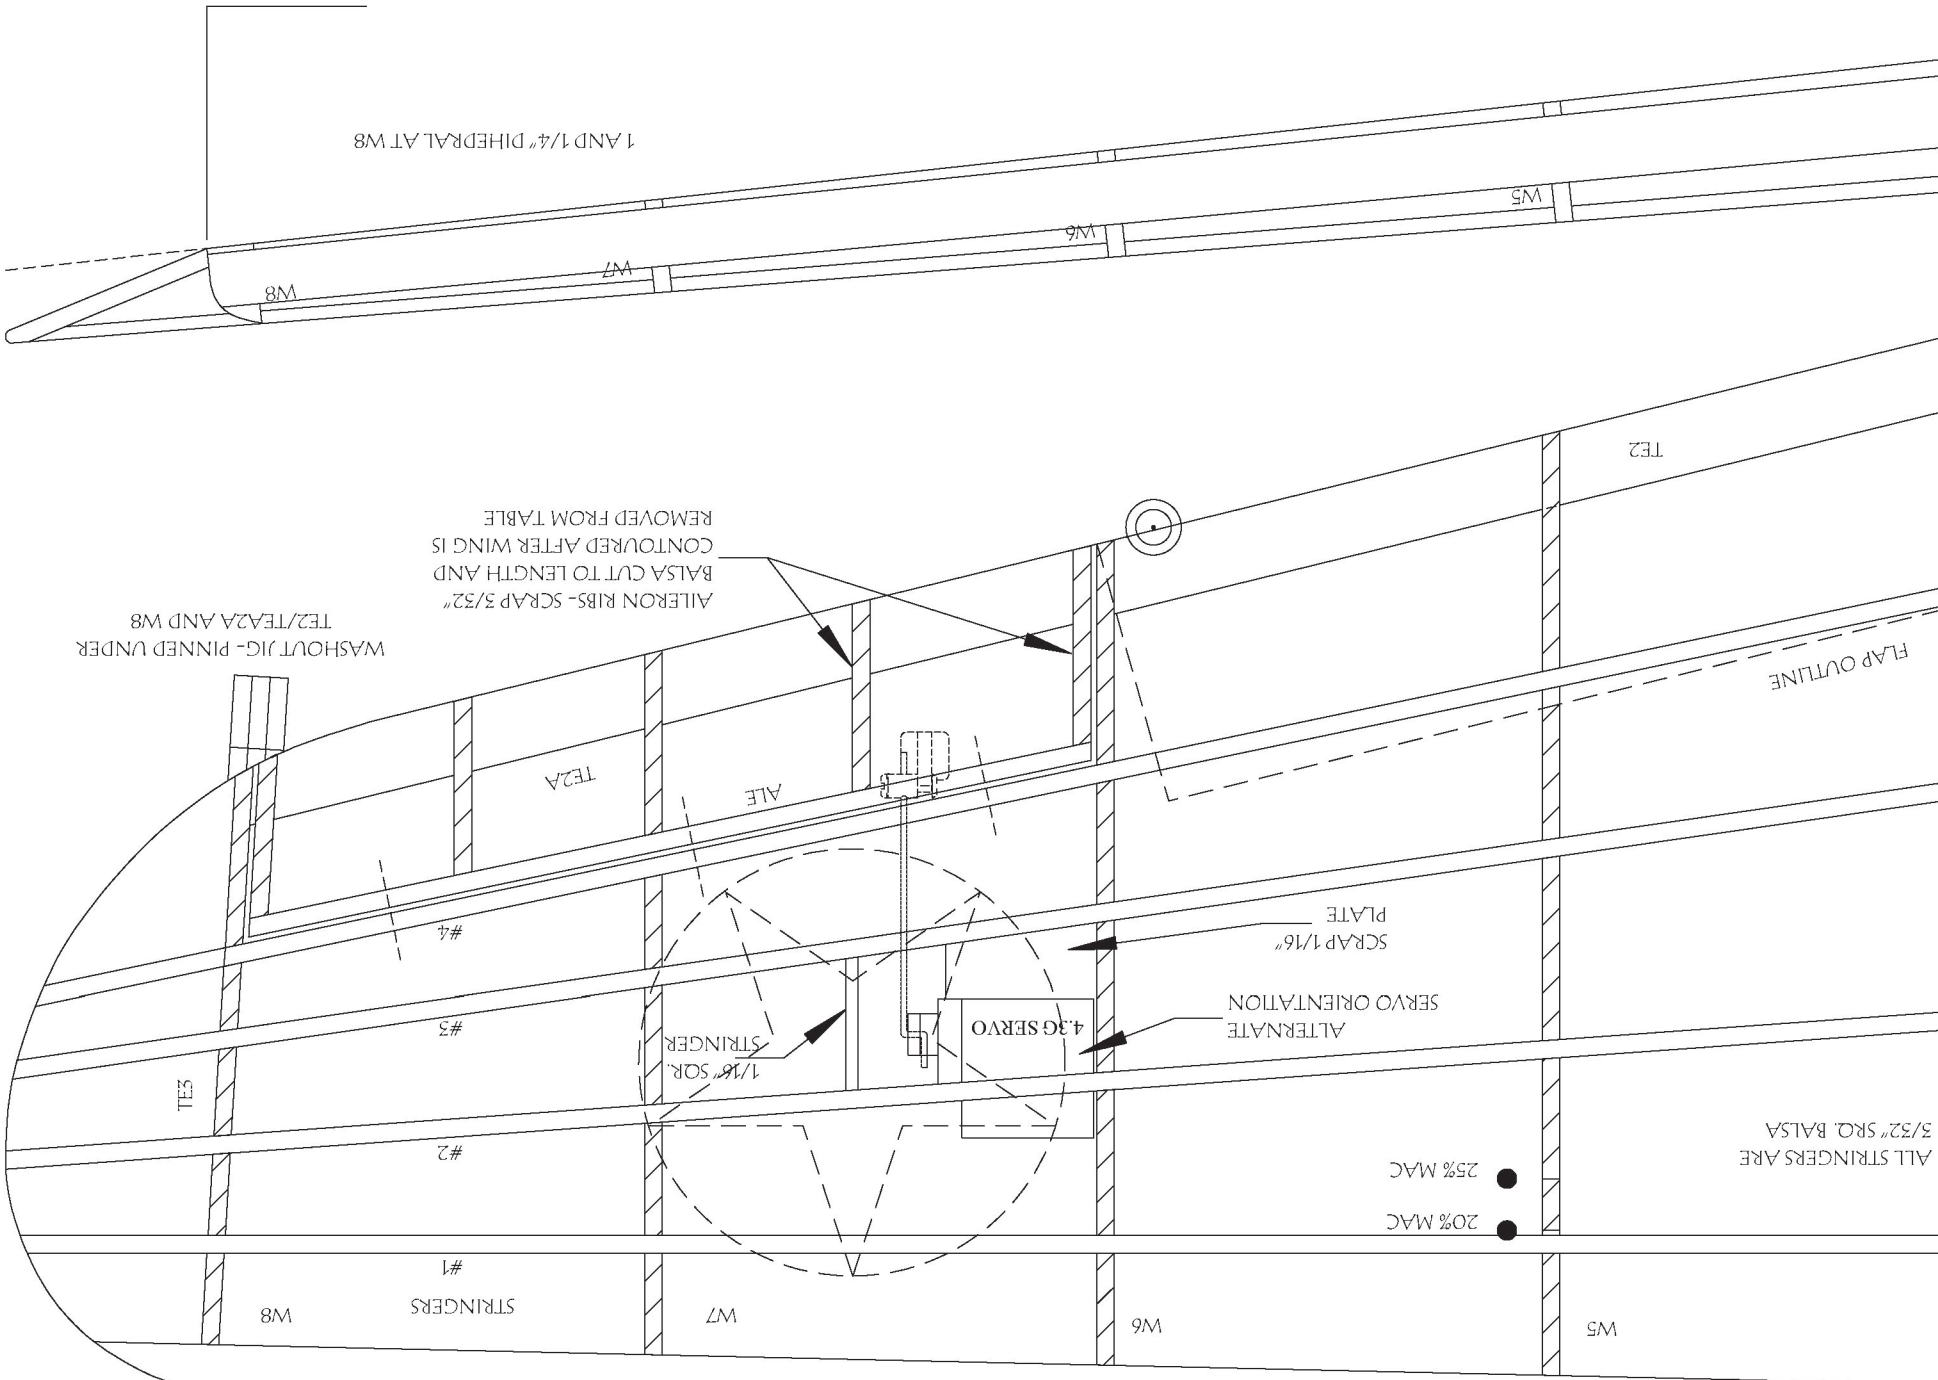 W5
W6
W7
STRINGERS
W8
#1
20% MAC
25% MAC
ALL STRINGERS ARE
3/32" SRQ. BALSA
#2
TE3
1/16" SQR.
STRINGER
ALTERNATE
SERVO ORIENTATION
4.3G SERVO
#3
SCRAP 1/16"
PLATE
#4
ALE
TE2A
FLAP OUTLINE
WASHOUT JIG- PINNED UNDER
TE2/TEA2A AND W8
AILERON RIBS- SCRAP 3/32"
BALSA CUT TO LENGTH AND
CONTOURED AFTER WING IS
REMOVED FROM TABLE
TE2
W8
W7
W6
W5
1 AND 1/4" DIHEDRAL AT W8